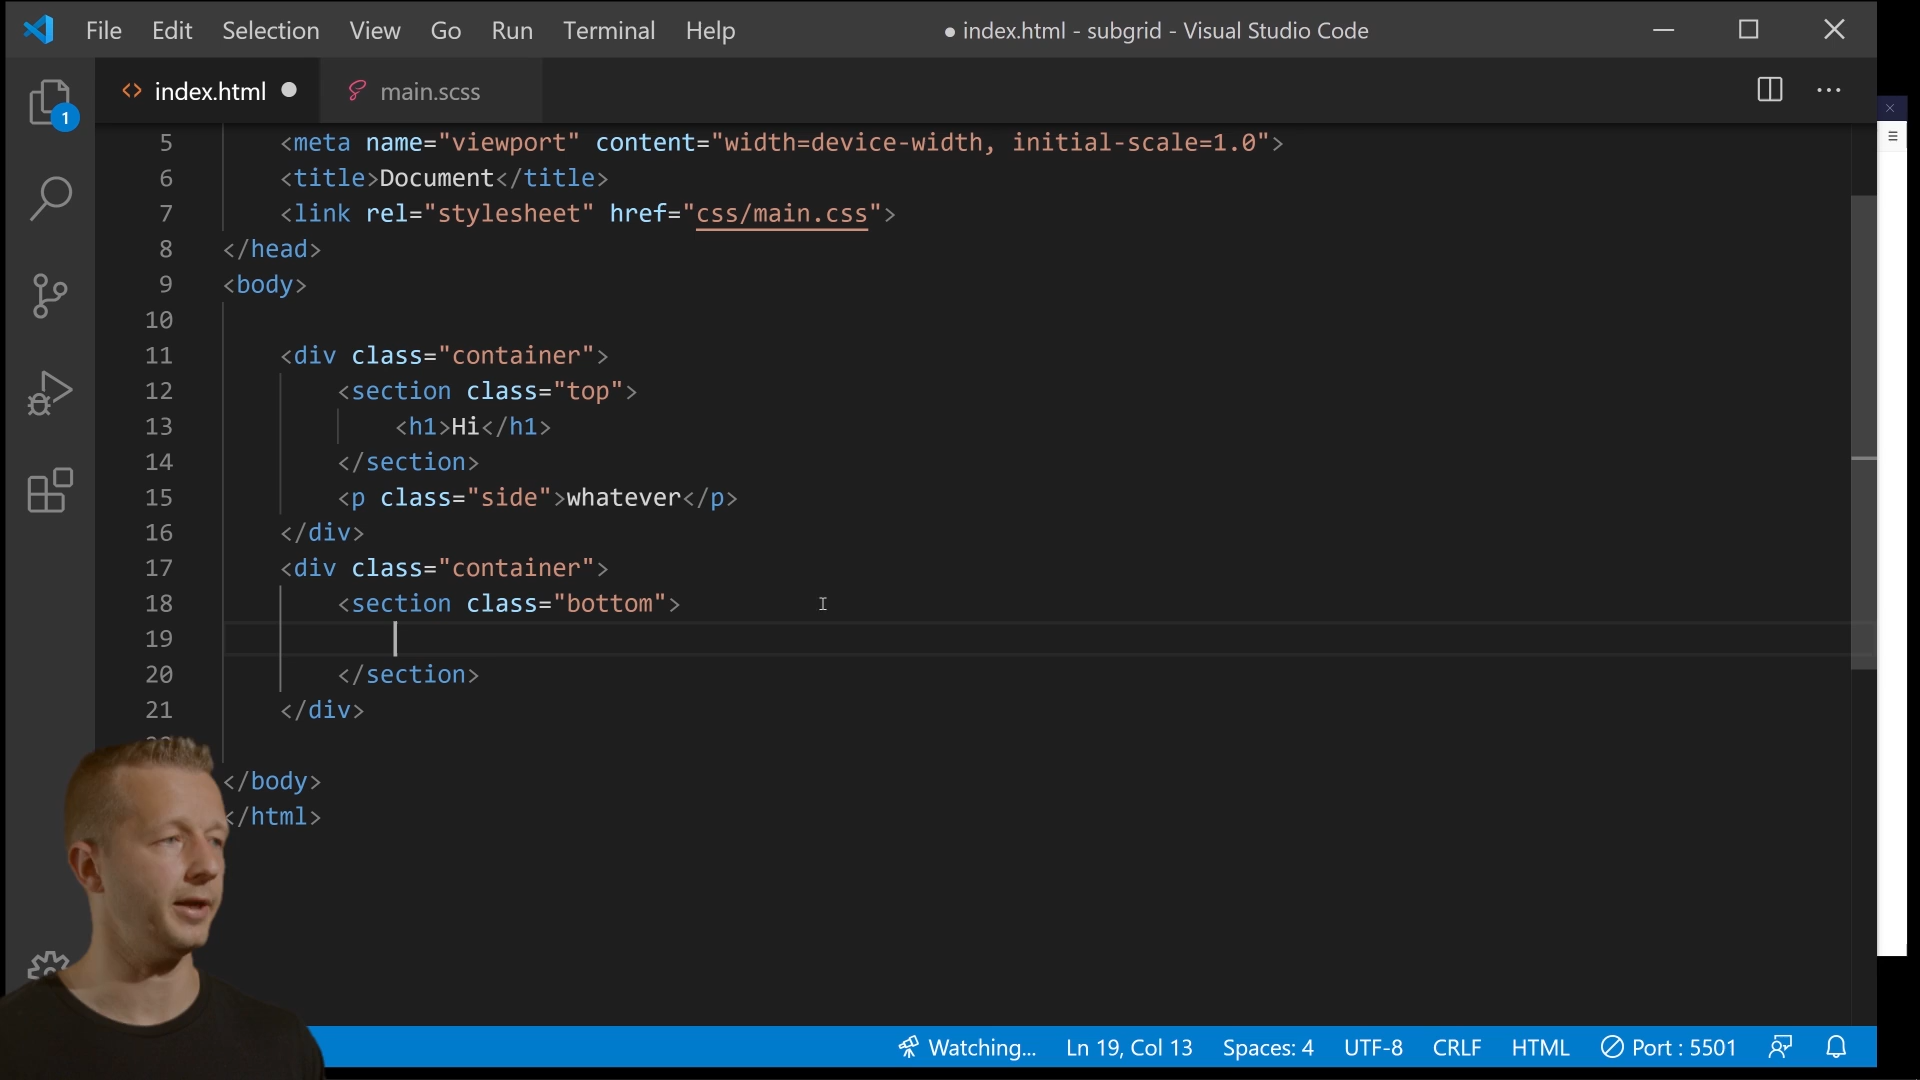 File Edit Selection View Go Run Terminal Help ● index.html - subgrid - Visual Studio Code
index.html main.scss
1
5 <meta name="viewport" content="width=device-width, initial-scale=1.0">
6 <title>Document</title>
7 <link rel="stylesheet" href="css/main.css">
8 </head>
9 <body>
10
11 <div class="container">
12 <section class="top">
13 <h1>Hi</h1>
14 </section>
15 <p class="side">whatever</p>
16 </div>
17 <div class="container">
18 <section class="bottom">
19
20 </section>
21 </div>
</body>
</html>
Watching... Ln 19, Col 13 Spaces: 4 UTF-8 CRLF HTML Port : 5501